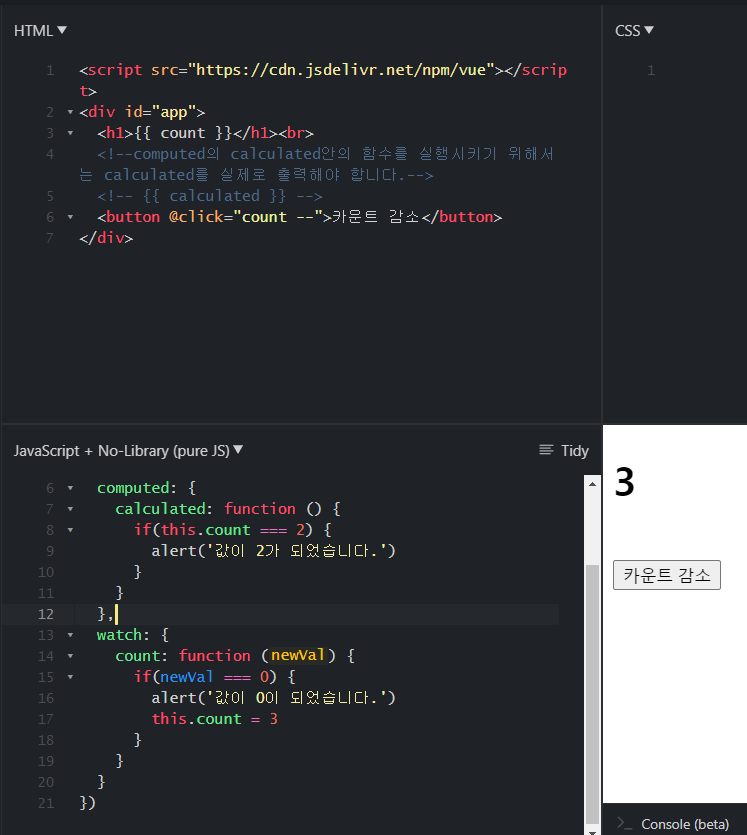 HTML ▼
1 <script src="https://cdn.jsdelivr.net/npm/vue"></scrip
t>
2 <div id="app">
3 <h1>{{ count }}</h1><br>
4 <!--computed의 calculated안의 함수를 실행시키기 위해서
는 calculated를 실제로 출력해야 합니다.-->
5 <!-- {{ calculated }} -->
6 <button @click="count --">카운트 감소</button>
7 </div>
CSS ▼
1
JavaScript + No-Library (pure JS) ▼
Tidy
6 computed: {
7 calculated: function () {
8 if(this.count === 2) {
9 alert('값이 2가 되었습니다.')
10 }
11 }
12 },
13 watch: {
14 count: function (newVal) {
15 if(newVal === 0) {
16 alert('값이 0이 되었습니다.')
17 this.count = 3
18 }
19 }
20 }
21 })
3
카운트 감소
>_ Console (beta)